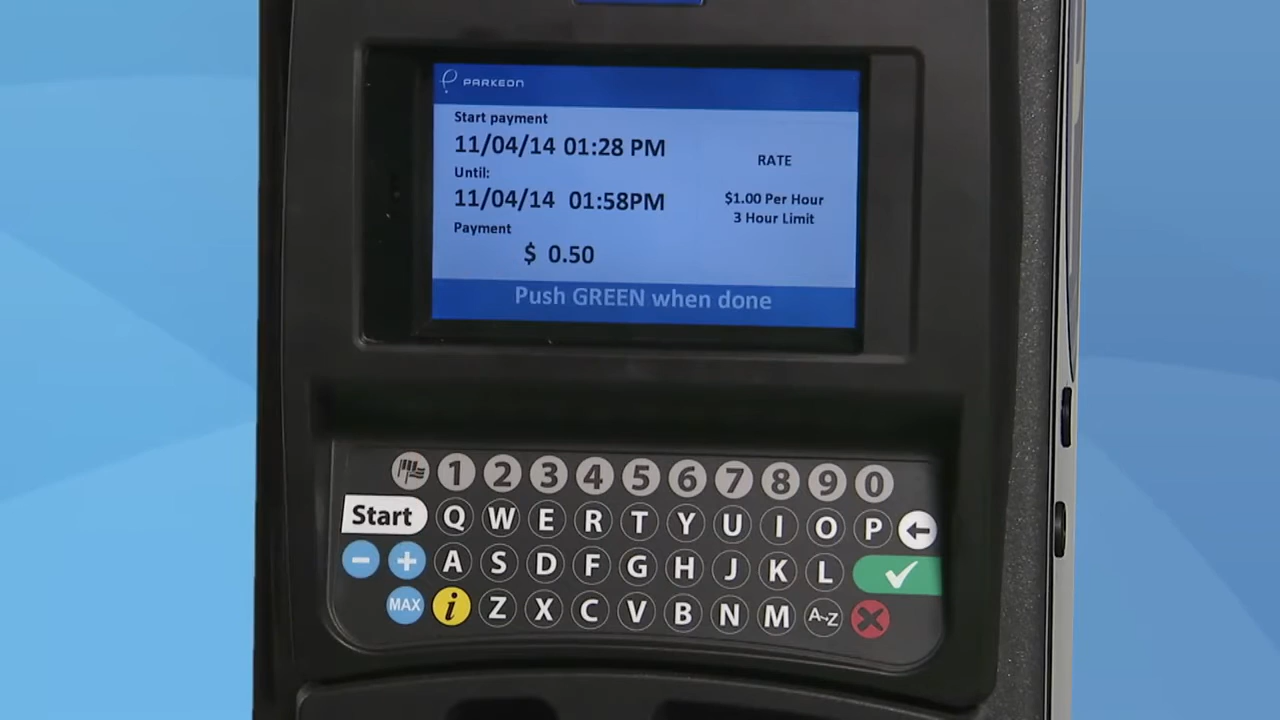 PARKEON
Start payment
11/04/14 01:28 PM
Until:
11/04/14 01:58PM
Payment
$ 0.50
RATE
$1.00 Per Hour
3 Hour Limit
Push GREEN when done
1 2 3 4 5 6 7 8 9 0
Start Q W E R T Y U I O P
- + A S D F G H J K L
MAX i Z X C V B N M A~Z